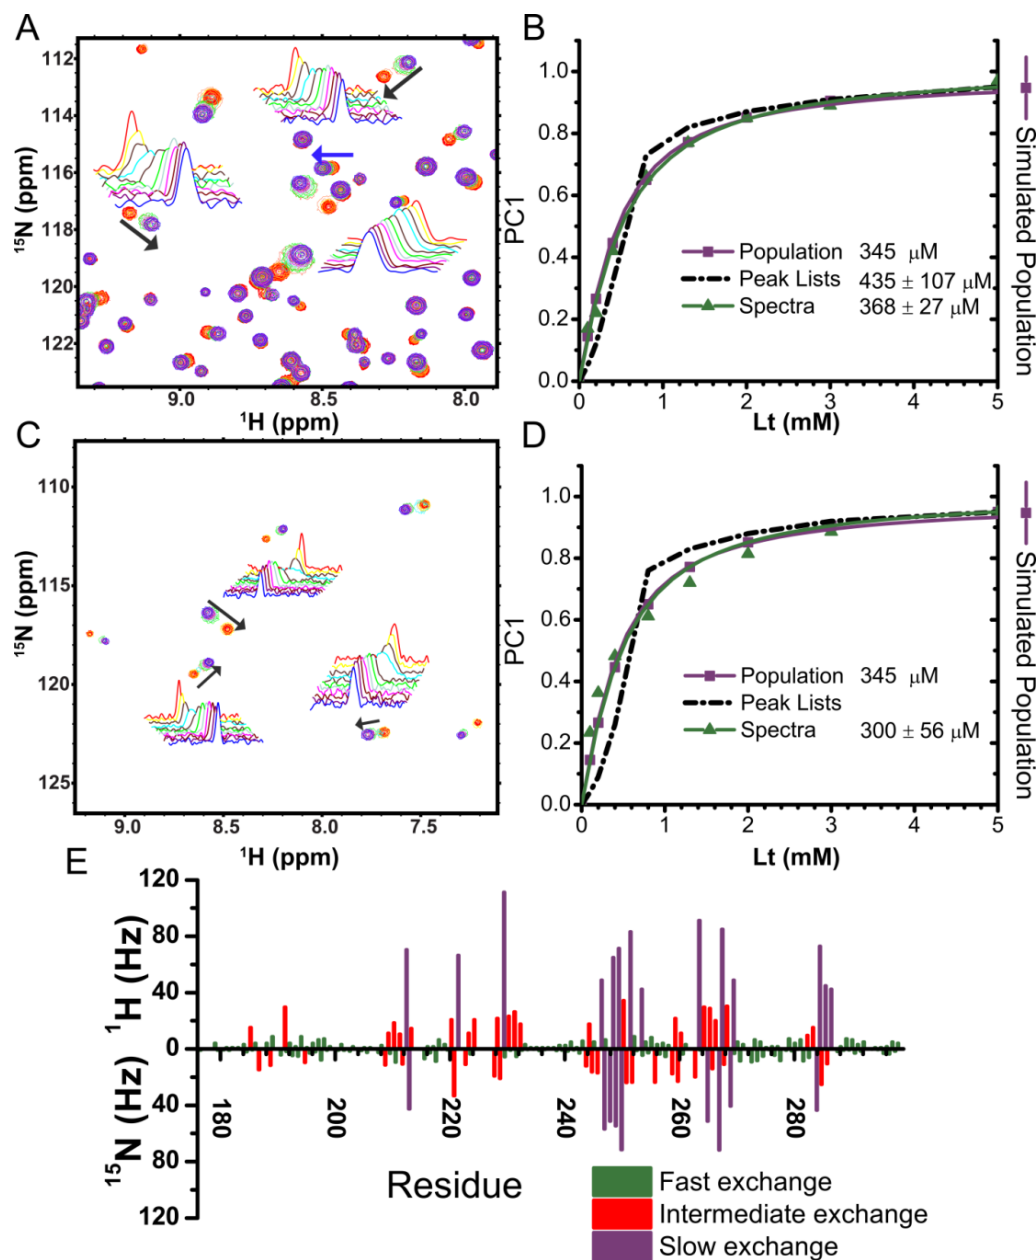 A
112
114
116
118
120
122
¹⁵N (ppm)
9.0
8.5
8.0
¹H (ppm)
B
1.0
0.8
0.6
0.4
0.2
0.0
PC1
Population 345 μM
Peak Lists 435 ± 107 μM
Spectra 368 ± 27 μM
0
1
2
3
4
5
Lt (mM)
Simulated Population
C
110
115
120
125
¹⁵N (ppm)
9.0
8.5
8.0
7.5
¹H (ppm)
D
1.0
0.8
0.6
0.4
0.2
0.0
PC1
Population 345 μM
Peak Lists
Spectra 300 ± 56 μM
0
1
2
3
4
5
Lt (mM)
Simulated Population
E
120
80
40
0
40
80
120
¹H (Hz)
¹⁵N (Hz)
180
200
220
240
260
280
Residue
Fast exchange
Intermediate exchange
Slow exchange